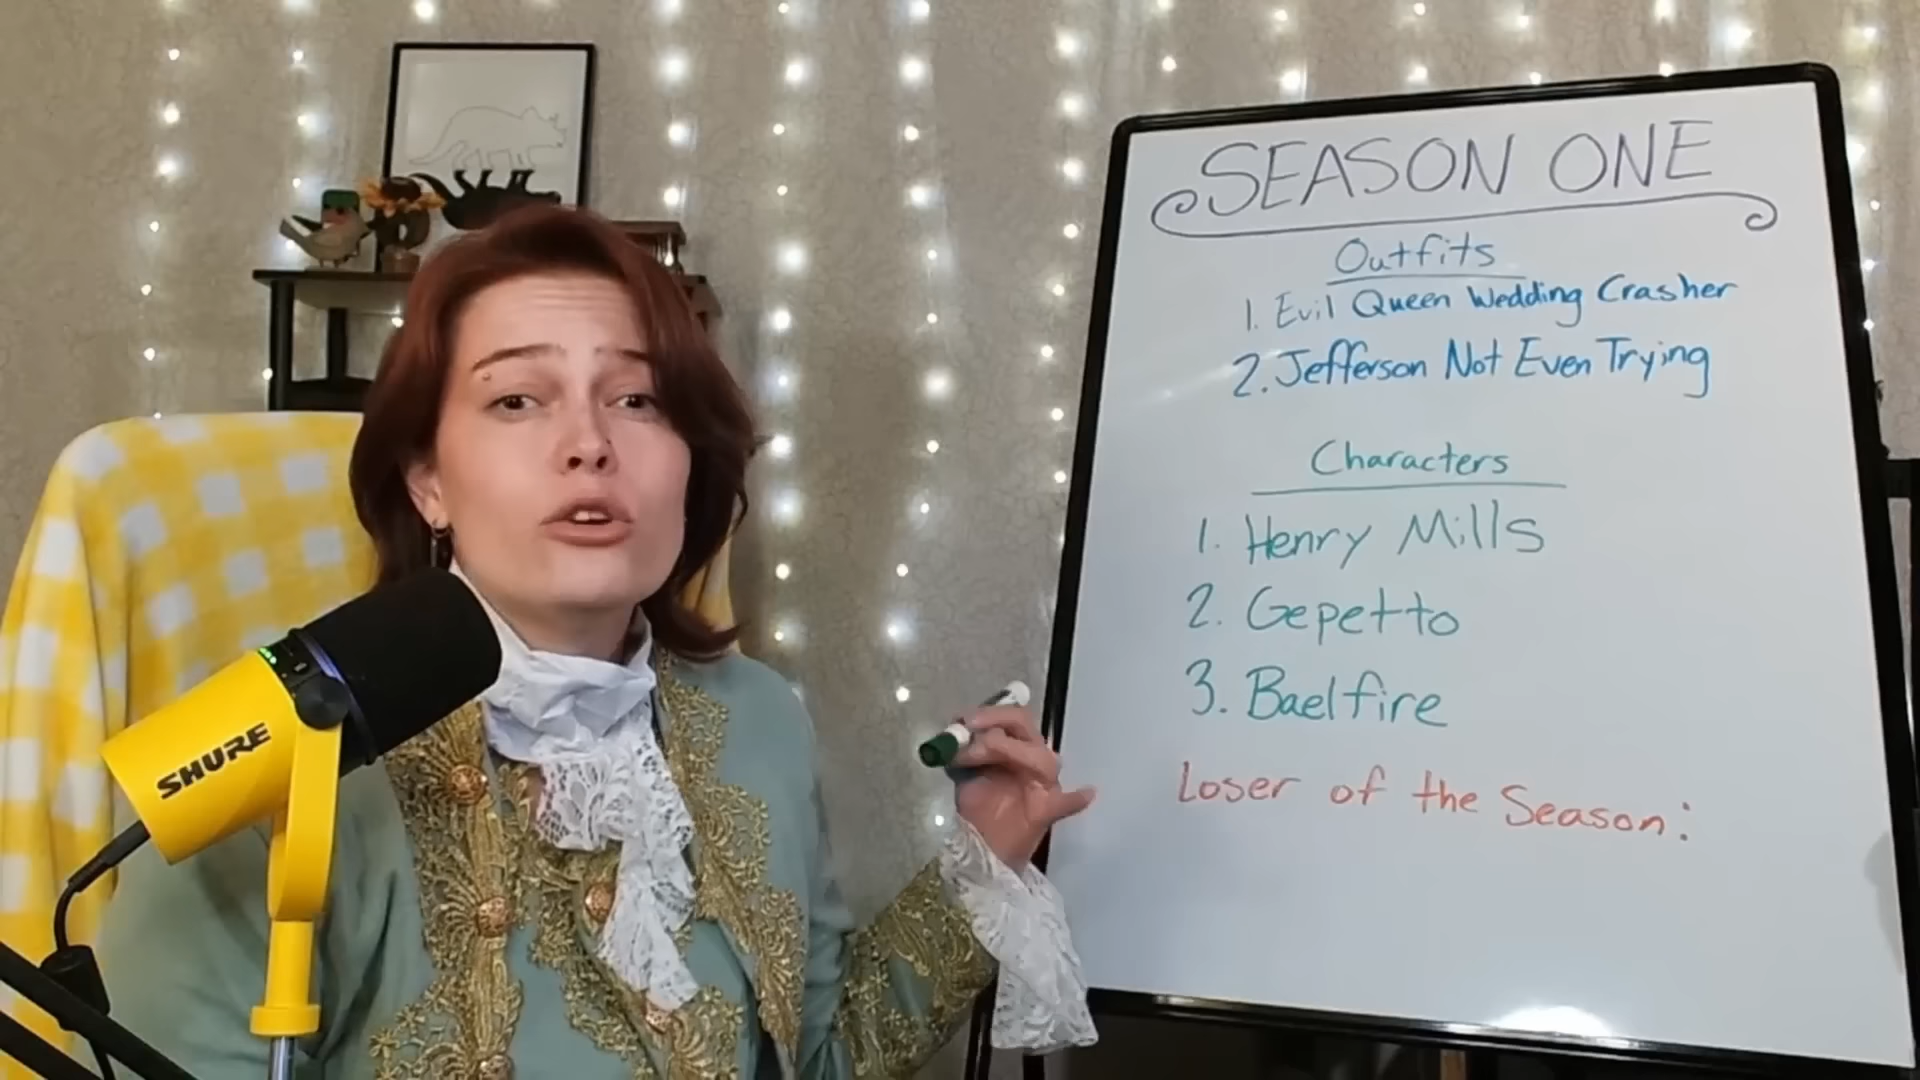 SEASON ONE
Outfits
1. Evil Queen Wedding Crasher
2. Jefferson Not Even Trying
Characters
1. Henry Mills
2. Gepetto
3. Baelfire
Loser of the Season:
SHURE